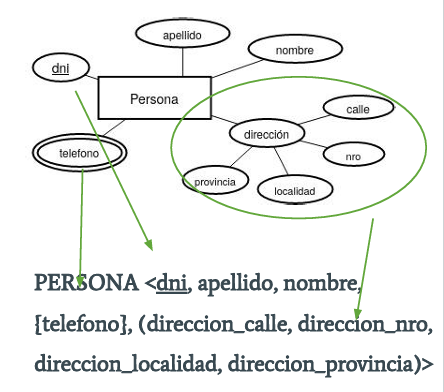 apellido
nombre
dni
Persona
calle
dirección
telefono
nro
provincia
localidad
PERSONA <dni, apellido, nombre,
{telefono}, (direccion_calle, direccion_nro,
direccion_localidad, direccion_provincia)>